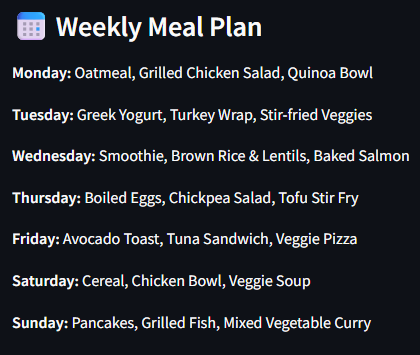 Weekly Meal Plan
Monday: Oatmeal, Grilled Chicken Salad, Quinoa Bowl
Tuesday: Greek Yogurt, Turkey Wrap, Stir-fried Veggies
Wednesday: Smoothie, Brown Rice & Lentils, Baked Salmon
Thursday: Boiled Eggs, Chickpea Salad, Tofu Stir Fry
Friday: Avocado Toast, Tuna Sandwich, Veggie Pizza
Saturday: Cereal, Chicken Bowl, Veggie Soup
Sunday: Pancakes, Grilled Fish, Mixed Vegetable Curry